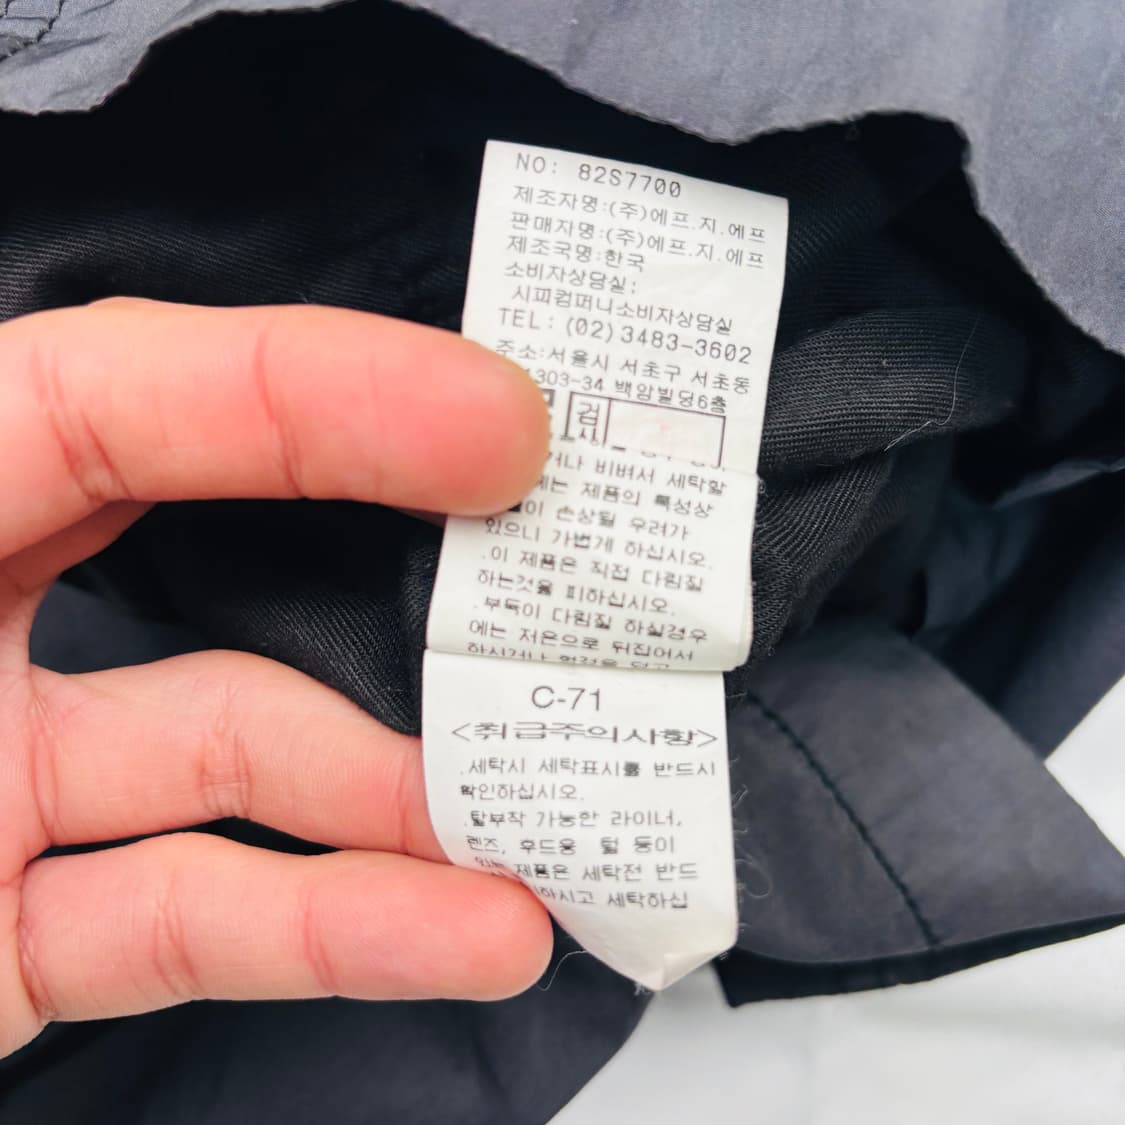 NO: 82S7700
제조자명:(주)에프.지.에프
판매자명:(주)에프.지.에프
제조국명:한국
소비자상담실:
시피컴퍼니소비자상담실
TEL: (02)3483-3602
주소:서울시 서초구 서초동
1303-34 백암빌딩6층
검
비벼서 세탁할
제품의 특성상
손상될 우려가
있으니 가볍게 하십시오.
.이 제품은 직접 다림질
하는것을 피하십시오.
.부득이 다림질 하실경우
에는 저온으로 뒤집어서
하시거나 헝겊을 덮고
C-71
<취급주의사항>
.세탁시 세탁표시를 반드시
확인하십시오.
.탈부착 가능한 라이너,
렌즈, 후드용 털 등이
있는 제품은 세탁전 반드
세탁하십